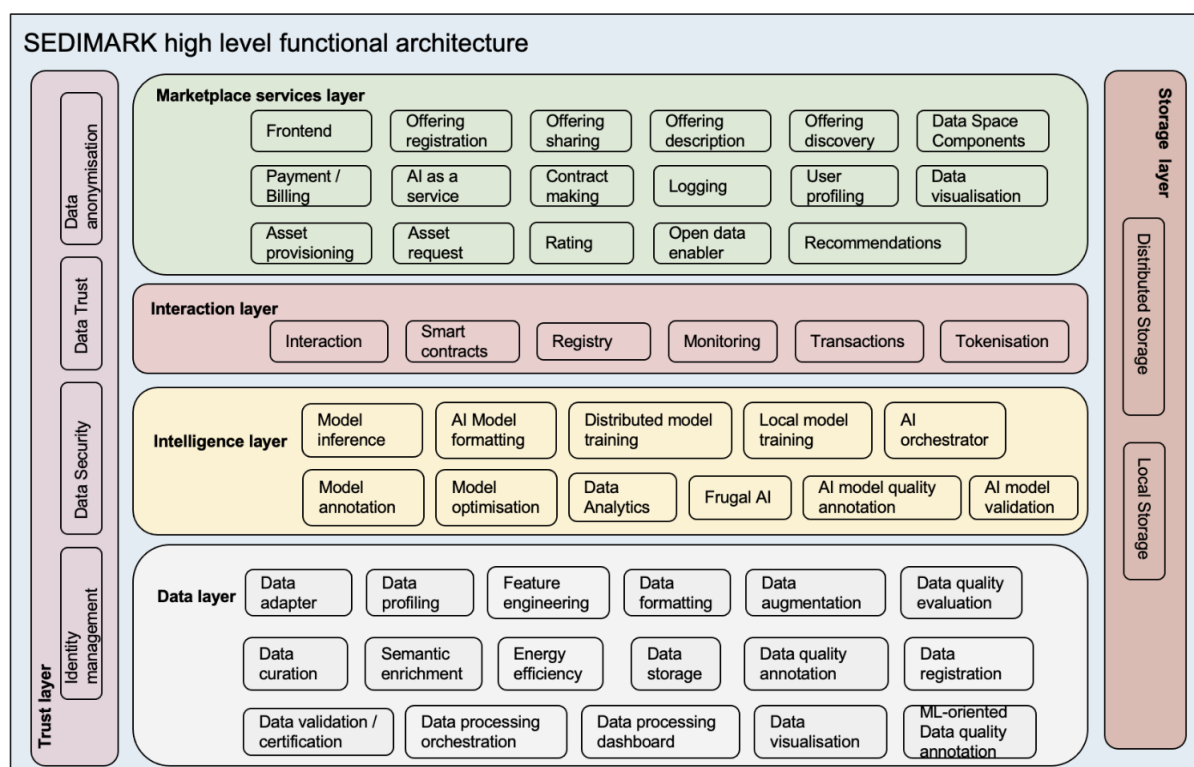 SEDIMARK high level functional architecture
Trust layer
Data
anonymisation
Data Trust
Data Security
Identity
management
Marketplace services layer
Frontend
Offering
registration
Offering
sharing
Offering
description
Offering
discovery
Data Space
Components
Payment /
Billing
AI as a
service
Contract
making
Logging
User
profiling
Data
visualisation
Asset
provisioning
Asset
request
Rating
Open data
enabler
Recommendations
Interaction layer
Interaction
Smart
contracts
Registry
Monitoring
Transactions
Tokenisation
Intelligence layer
Model
inference
AI Model
formatting
Distributed model
training
Local model
training
AI
orchestrator
Model
annotation
Model
optimisation
Data
Analytics
Frugal AI
AI model quality
annotation
AI model
validation
Data layer
Data
adapter
Data
profiling
Feature
engineering
Data
formatting
Data
augmentation
Data quality
evaluation
Data
curation
Semantic
enrichment
Energy
efficiency
Data
storage
Data quality
annotation
Data
registration
Data validation /
certification
Data processing
orchestration
Data processing
dashboard
Data
visualisation
ML-oriented
Data quality
annotation
Storage layer
Distributed Storage
Local Storage